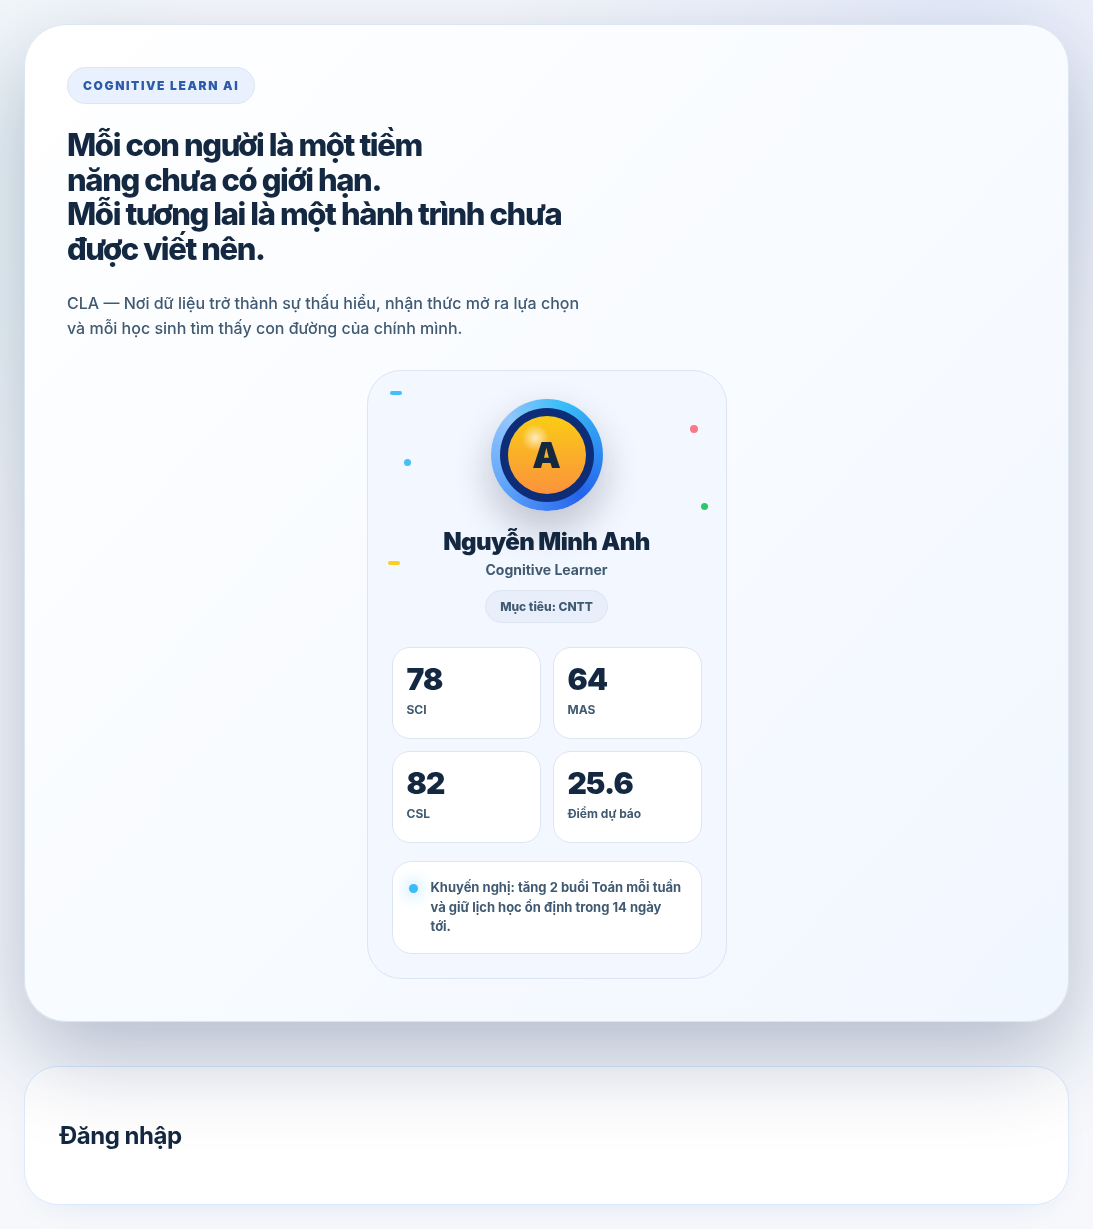 COGNITIVE LEARN AI
Mỗi con người là một tiềm
năng chưa có giới hạn.
Mỗi tương lai là một hành trình chưa
được viết nên.
CLA — Nơi dữ liệu trở thành sự thấu hiểu, nhận thức mở ra lựa chọn
và mỗi học sinh tìm thấy con đường của chính mình.
A
Nguyễn Minh Anh
Cognitive Learner
Mục tiêu: CNTT
78
SCI
64
MAS
82
CSL
25.6
Điểm dự báo
Khuyến nghị: tăng 2 buổi Toán mỗi tuần
và giữ lịch học ổn định trong 14 ngày
tới.
Đăng nhập